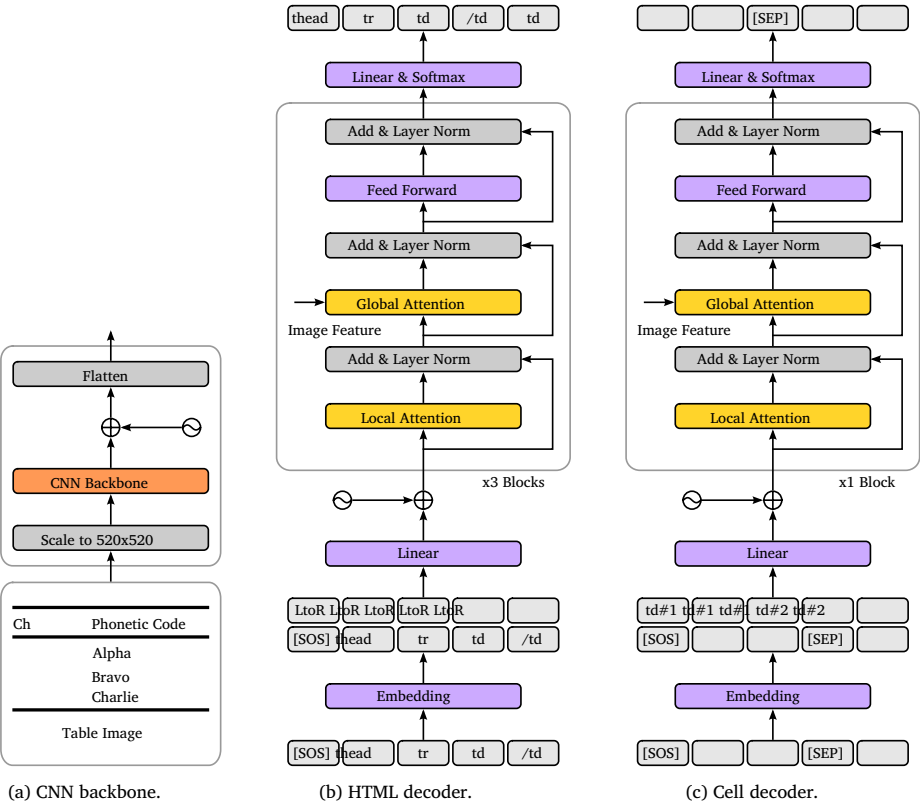 Flatten
CNN Backbone
Scale to 520x520
Ch Phonetic Code
Alpha
Bravo
Charlie
Table Image
(a) CNN backbone.
thead tr td /td td
Linear & Softmax
Add & Layer Norm
Feed Forward
Add & Layer Norm
Global Attention
Image Feature
Add & Layer Norm
Local Attention
x3 Blocks
Linear
LtoR LtoR LtoR LtoR LtoR
[SOS] thead tr td /td
Embedding
[SOS] thead tr td /td
(b) HTML decoder.
[SEP]
Linear & Softmax
Add & Layer Norm
Feed Forward
Add & Layer Norm
Global Attention
Image Feature
Add & Layer Norm
Local Attention
x1 Block
Linear
td#1 td#1 td#1 td#2 td#2
[SOS] [SEP]
Embedding
[SOS] [SEP]
(c) Cell decoder.